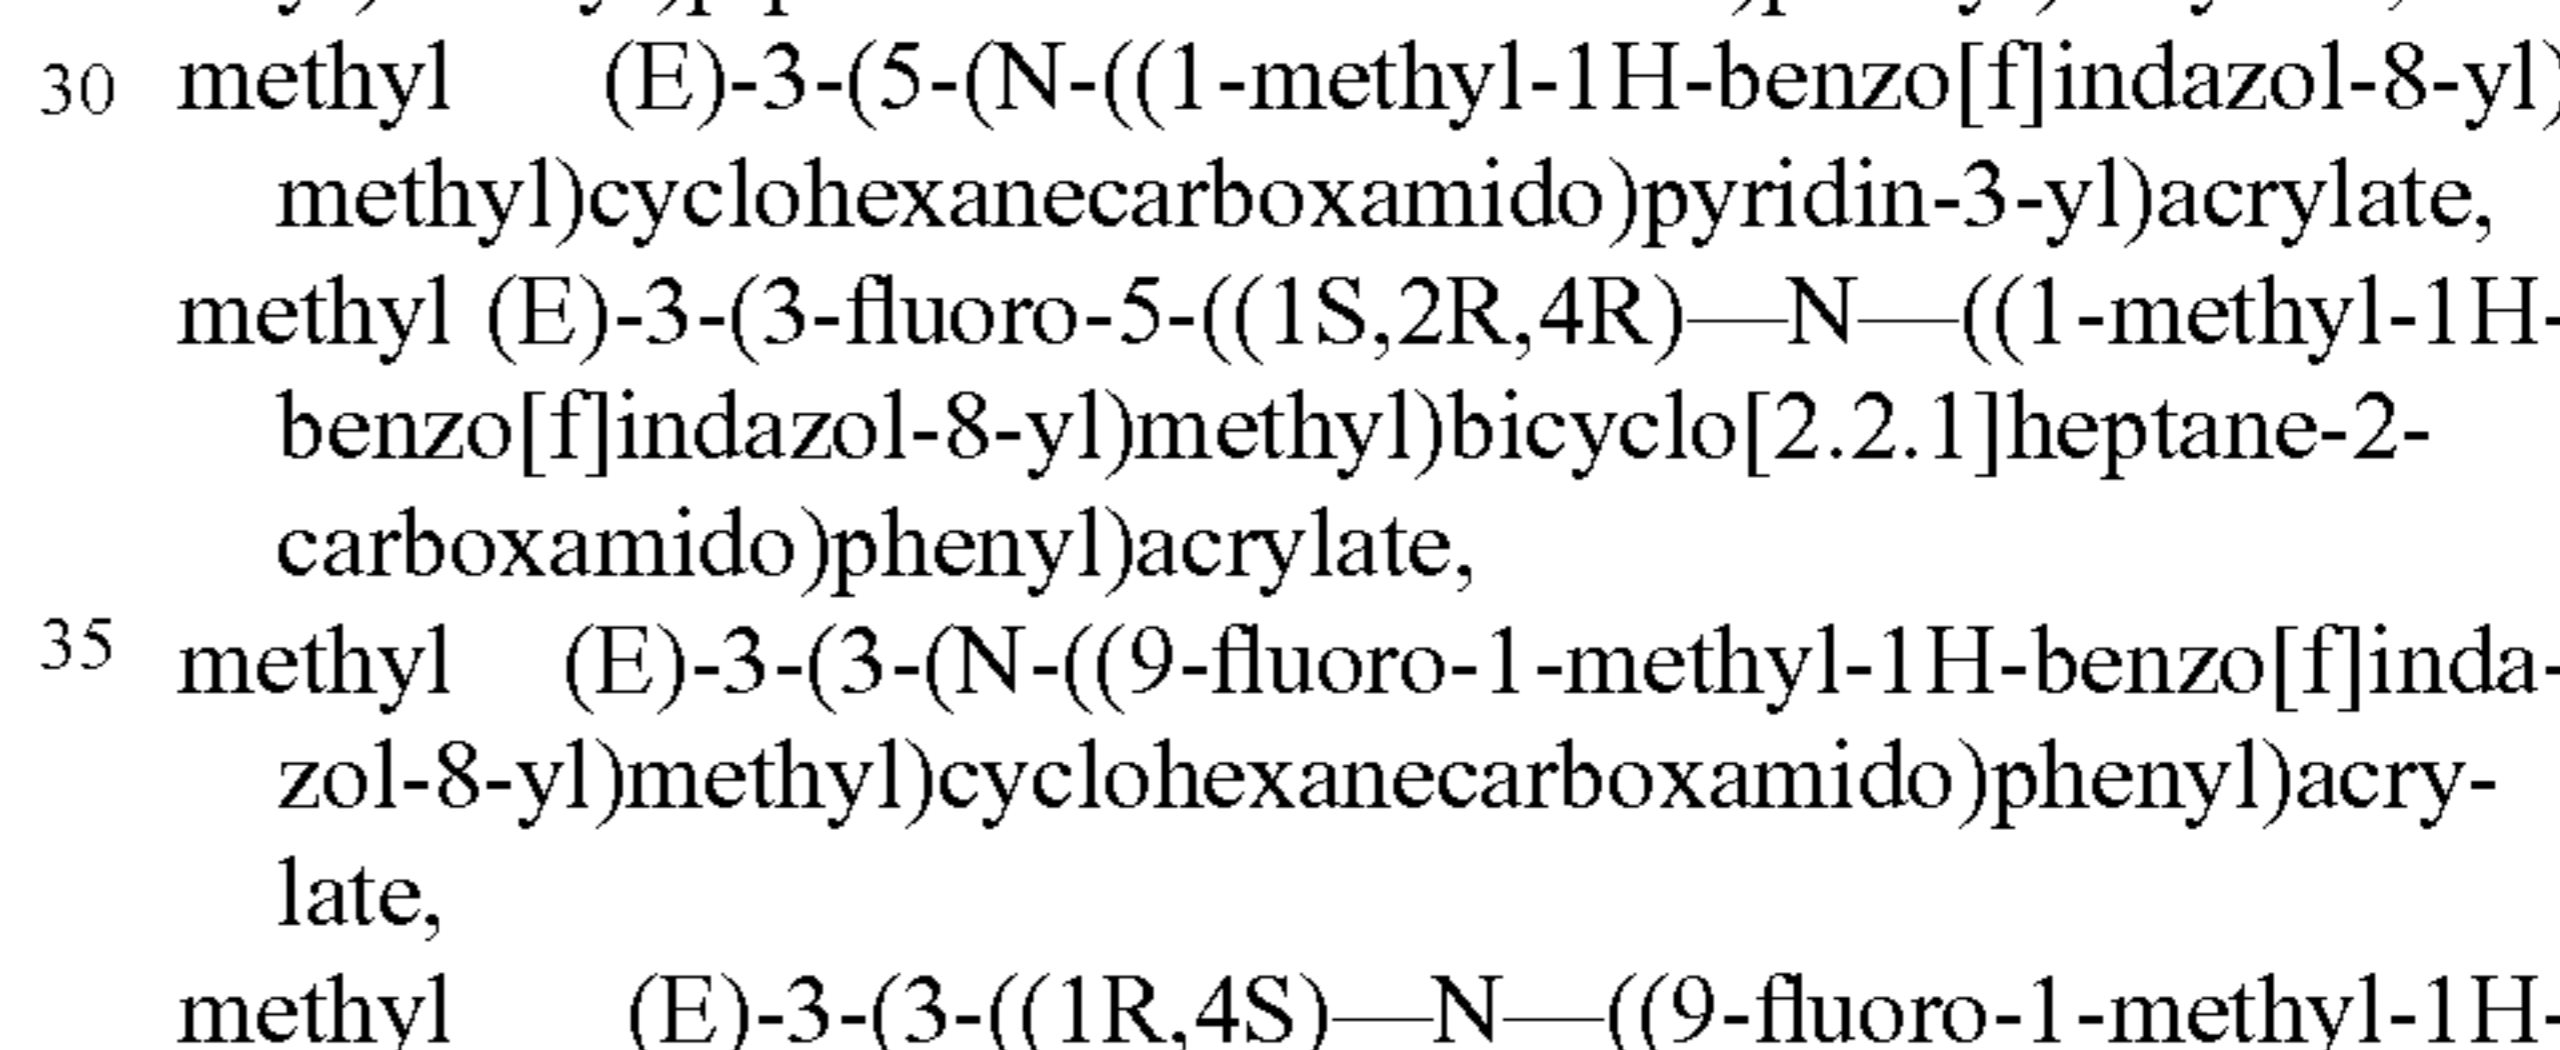 30 methyl (E)-3-(5-(N-((1-methyl-1H-benzo[f]indazol-8-yl)
methyl)cyclohexanecarboxamido)pyridin-3-yl)acrylate,
methyl (E)-3-(3-fluoro-5-((1S,2R,4R)—N—((1-methyl-1H-
benzo[f]indazol-8-yl)methyl)bicyclo[2.2.1]heptane-2-
carboxamido)phenyl)acrylate,
35 methyl (E)-3-(3-(N-((9-fluoro-1-methyl-1H-benzo[f]inda-
zol-8-yl)methyl)cyclohexanecarboxamido)phenyl)acry-
late,
methyl (E)-3-(3-((1R,4S)—N—((9-fluoro-1-methyl-1H-